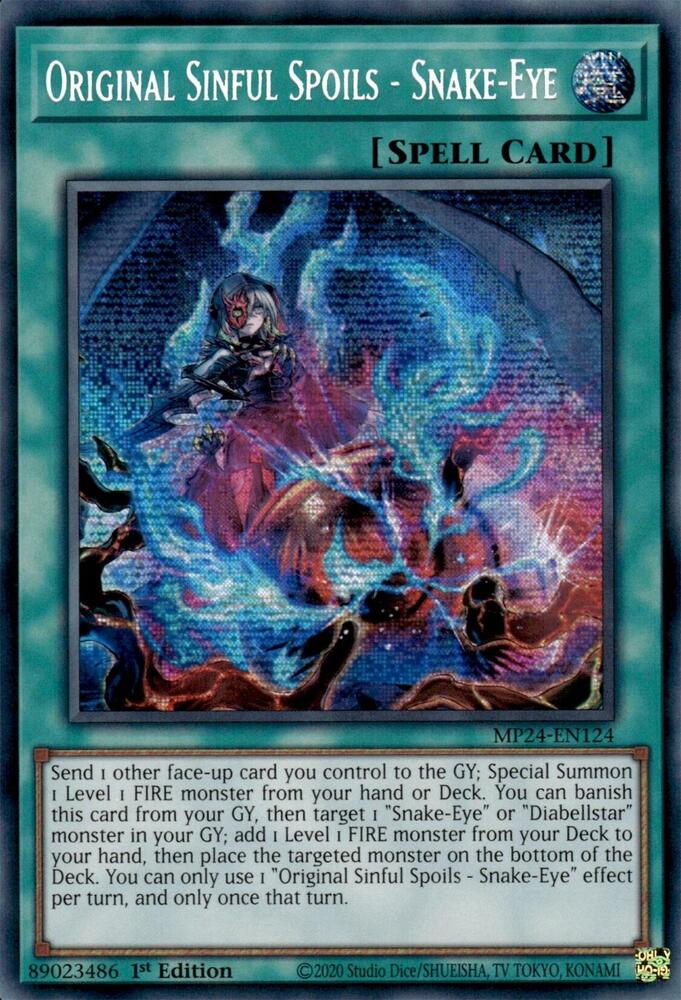 ORIGINAL SINFUL SPOILS - SNAKE-EYE
[SPELL CARD]
MP24-EN124
Send 1 other face-up card you control to the GY; Special Summon
1 Level 1 FIRE monster from your hand or Deck. You can banish
this card from your GY, then target 1 "Snake-Eye" or "Diabellstar"
monster in your GY; add 1 Level 1 FIRE monster from your Deck to
your hand, then place the targeted monster on the bottom of the
Deck. You can only use 1 "Original Sinful Spoils - Snake-Eye" effect
per turn, and only once that turn.
89023486 1st Edition
©2020 Studio Dice/SHUEISHA, TV TOKYO, KONAMI